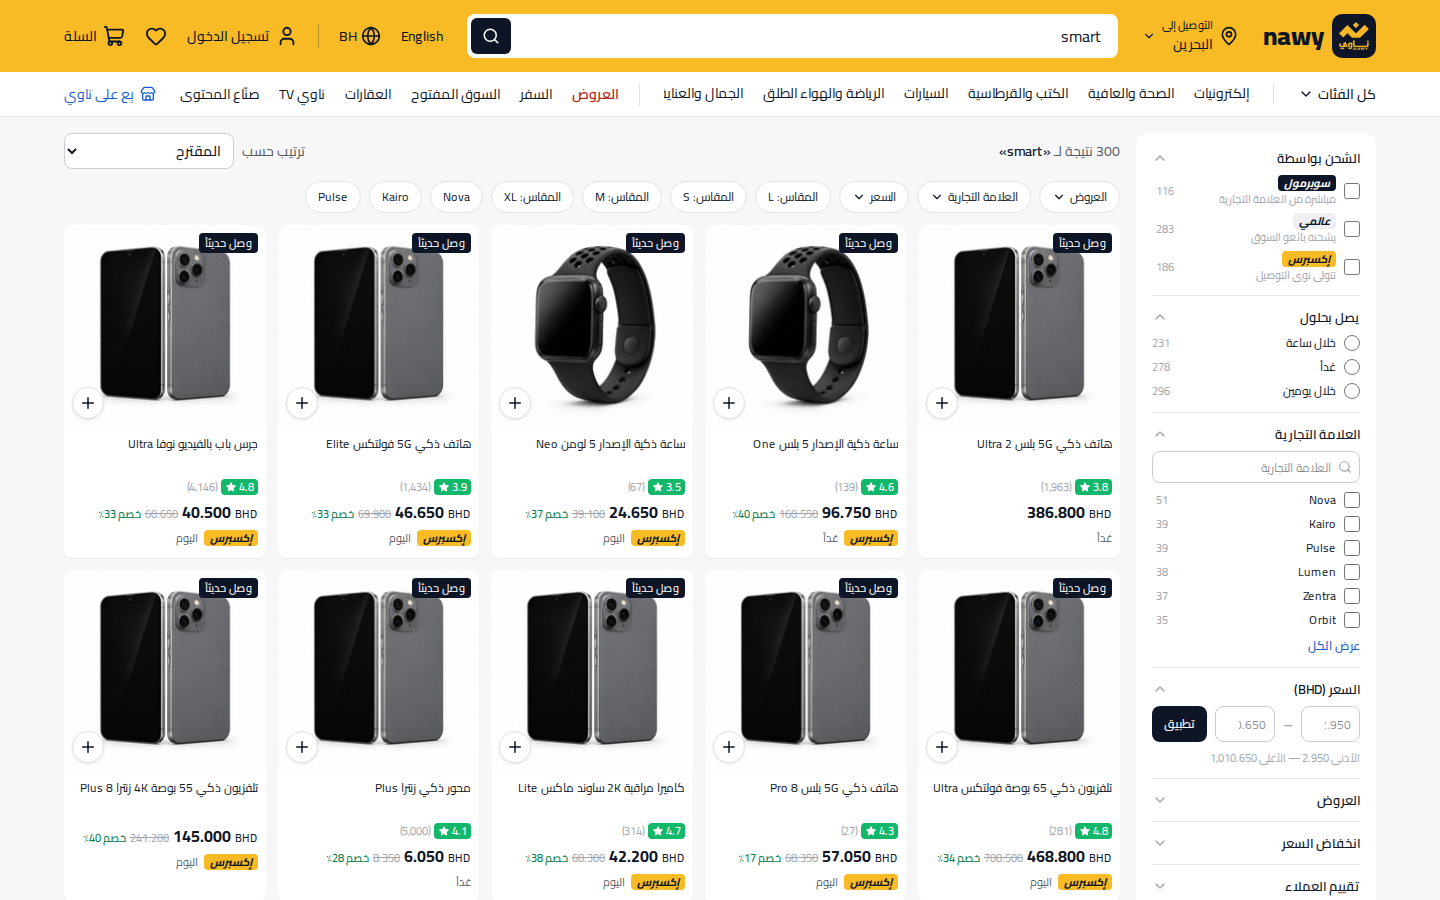 ناوي
nawy
التوصيل إلى
البحرين
smart
English
BH
تسجيل الدخول
السلة
كل الفئات
إلكترونيات
الصحة والعافية
الكتب والقرطاسية
السيارات
الرياضة والهواء الطلق
الجمال والعناية
العروض
السفر
السوق المفتوح
العقارات
ناوي TV
صنّاع المحتوى
بع على ناوي
الشحن بواسطة
سوبرمول
مباشرة من العلامة التجارية
116
عالمي
يشحنه بائعو السوق
283
إكسبرس
تتولى نوي التوصيل
186
يصل بحلول
خلال ساعة
231
غداً
278
خلال يومين
296
العلامة التجارية
العلامة التجارية
Nova
51
Kairo
39
Pulse
39
Lumen
38
Zentra
37
Orbit
35
عرض الكل
السعر (BHD)
–
تطبيق
الأدنى 2.950 — الأعلى 1,010.650
العروض
انخفاض السعر
تقييم العملاء
300 نتيجة لـ «smart»
ترتيب حسب
المقترح
العروض
العلامة التجارية
السعر
المقاس: L
المقاس: S
المقاس: M
المقاس: XL
Nova
Kairo
Pulse
وصل حديثاً
هاتف ذكي 5G بلس 2 Ultra
3.8 (1,963)
BHD 386.800
غداً
وصل حديثاً
ساعة ذكية الإصدار 5 بلس One
4.6 (139)
BHD 96.750 160.550 خصم 40٪
إكسبرس غداً
وصل حديثاً
ساعة ذكية الإصدار 5 لومن Neo
3.5 (67)
BHD 24.650 39.100 خصم 37٪
إكسبرس اليوم
وصل حديثاً
هاتف ذكي 5G فولتكس Elite
3.9 (1,434)
BHD 46.650 69.900 خصم 33٪
إكسبرس اليوم
وصل حديثاً
جرس باب بالفيديو نوفا Ultra
4.8 (4,146)
BHD 40.500 60.650 خصم 33٪
إكسبرس اليوم
وصل حديثاً
تلفزيون ذكي 65 بوصة فولتكس Ultra
4.8 (281)
BHD 468.800 708.500 خصم 34٪
إكسبرس اليوم
وصل حديثاً
هاتف ذكي 5G بلس 8 Pro
4.3 (27)
BHD 57.050 68.350 خصم 17٪
إكسبرس اليوم
وصل حديثاً
كاميرا مراقبة 2K ساوند ماكس Lite
4.7 (314)
BHD 42.200 68.300 خصم 38٪
إكسبرس اليوم
وصل حديثاً
محور ذكي زنترا Plus
4.1 (5,000)
BHD 6.050 8.350 خصم 28٪
غداً
وصل حديثاً
تلفزيون ذكي 55 بوصة 4K زنترا 8 Plus
BHD 145.000 241.200 خصم 40٪
إكسبرس اليوم